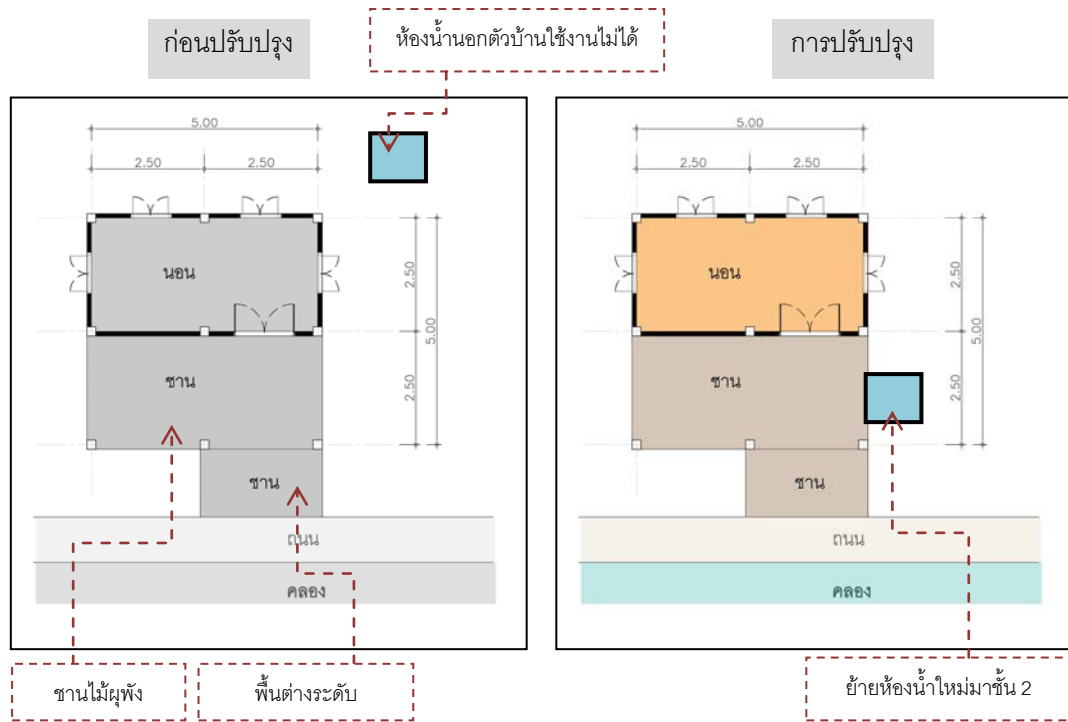 ก่อนปรับปรุง
ห้องน้ำนอกตัวบ้านใช้งานไม่ได้
การปรับปรุง
5.00
2.50 2.50
นอน
ชาน
ชาน
2.50
2.50
5.00
ถนน
คลอง
ชานไม้ผุพัง
พื้นต่างระดับ
5.00
2.50 2.50
นอน
ชาน
ชาน
2.50
2.50
5.00
ถนน
คลอง
ย้ายห้องน้ำใหม่มาชั้น 2